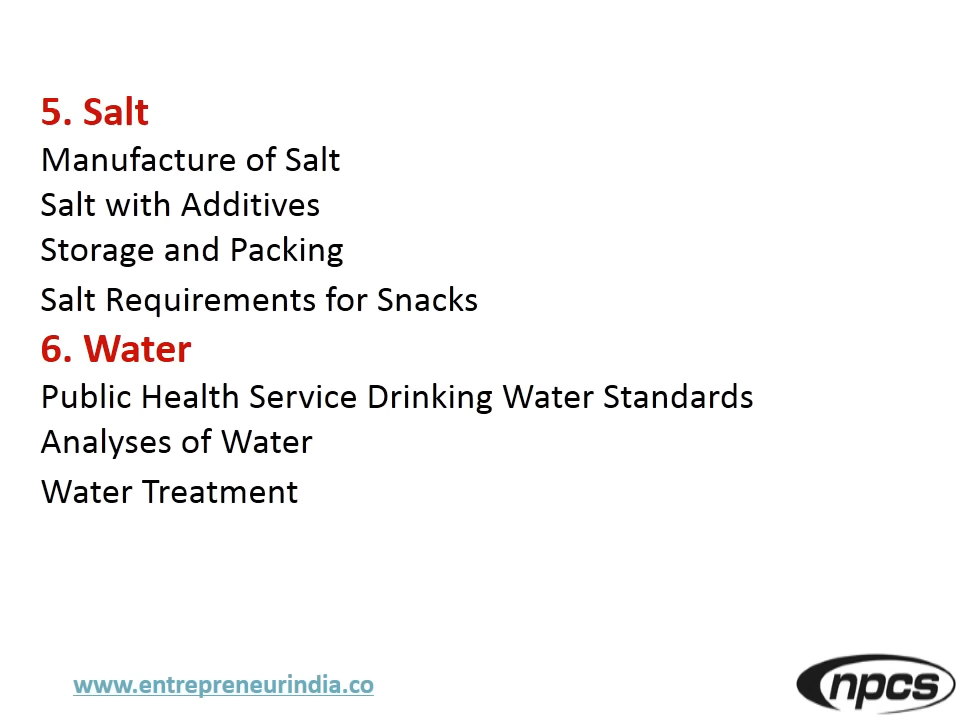 5. Salt
Manufacture of Salt
Salt with Additives
Storage and Packing
Salt Requirements for Snacks
6. Water
Public Health Service Drinking Water Standards
Analyses of Water
Water Treatment
www.entrepreneurindia.co
npcs